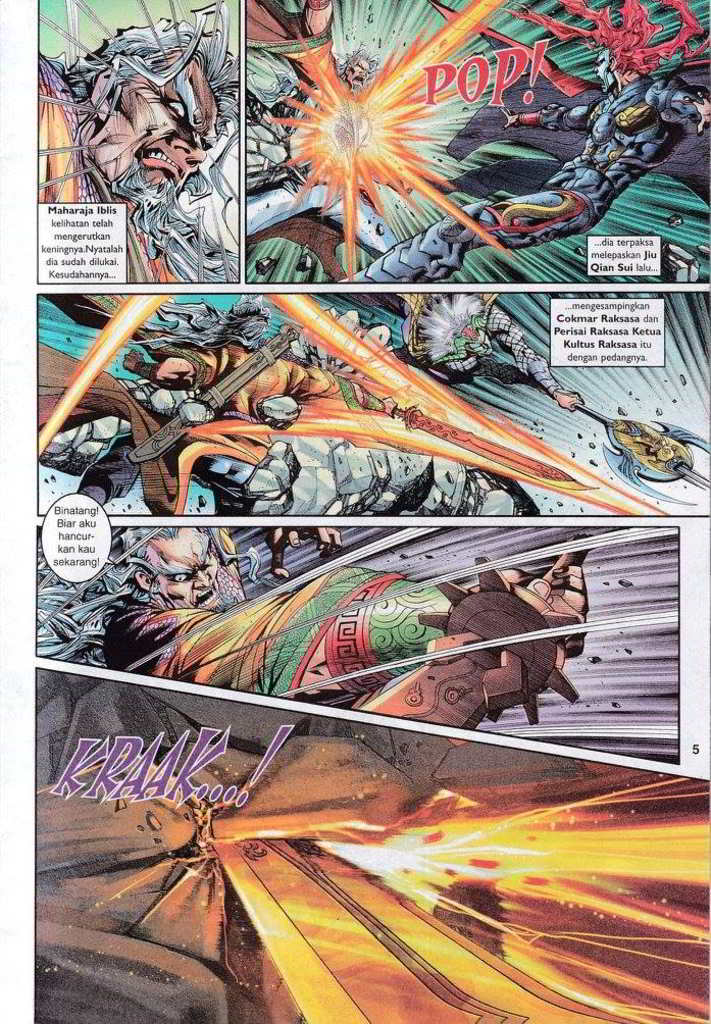 POP!
Maharaja Iblis
kelihatan telah
mengerutkan
keningnya.Nyatalah
dia sudah dilukai.
Kesudahannya...
...dia terpaksa
melepaskan Jiu
Qian Sui lalu...
...mengesampingkan
Cokmar Raksasa dan
Perisai Raksasa Ketua
Kultus Raksasa itu
dengan pedangnya.
Binatang!
Biar aku
hancur-
kan kau
sekarang!
5
KRAAK....!